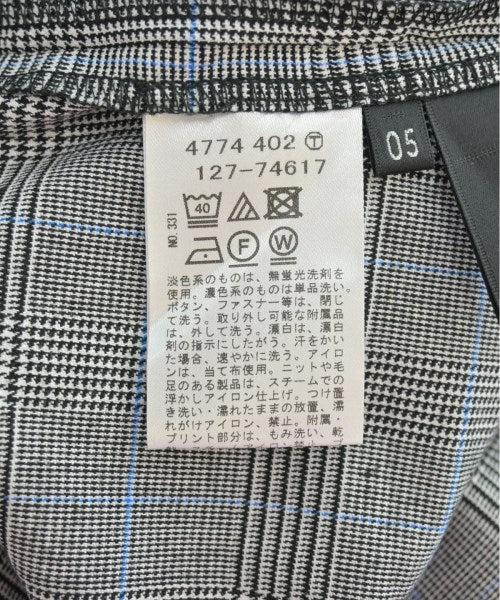 4774 402 Ⓣ
127-74617
05
NO.331
40
F
W
淡色系のものは、無蛍光洗剤を
使用。濃色系のものは単品洗い。
ボタン、ファスナー等は、閉じ
て洗う。取り外し可能な附属品
は、外して洗う。漂白は、漂白
剤の指示にしたがう。汗をかい
た場合、速やかに洗う。アイロ
ンは、当て布使用。ニットや毛
足のある製品は、スチームでの
浮かしアイロン仕上げ。つけ置
き洗い・濡れたままの放置、濡
れがけアイロン、禁止。附属・
プリント部分は、もみ洗い、乾